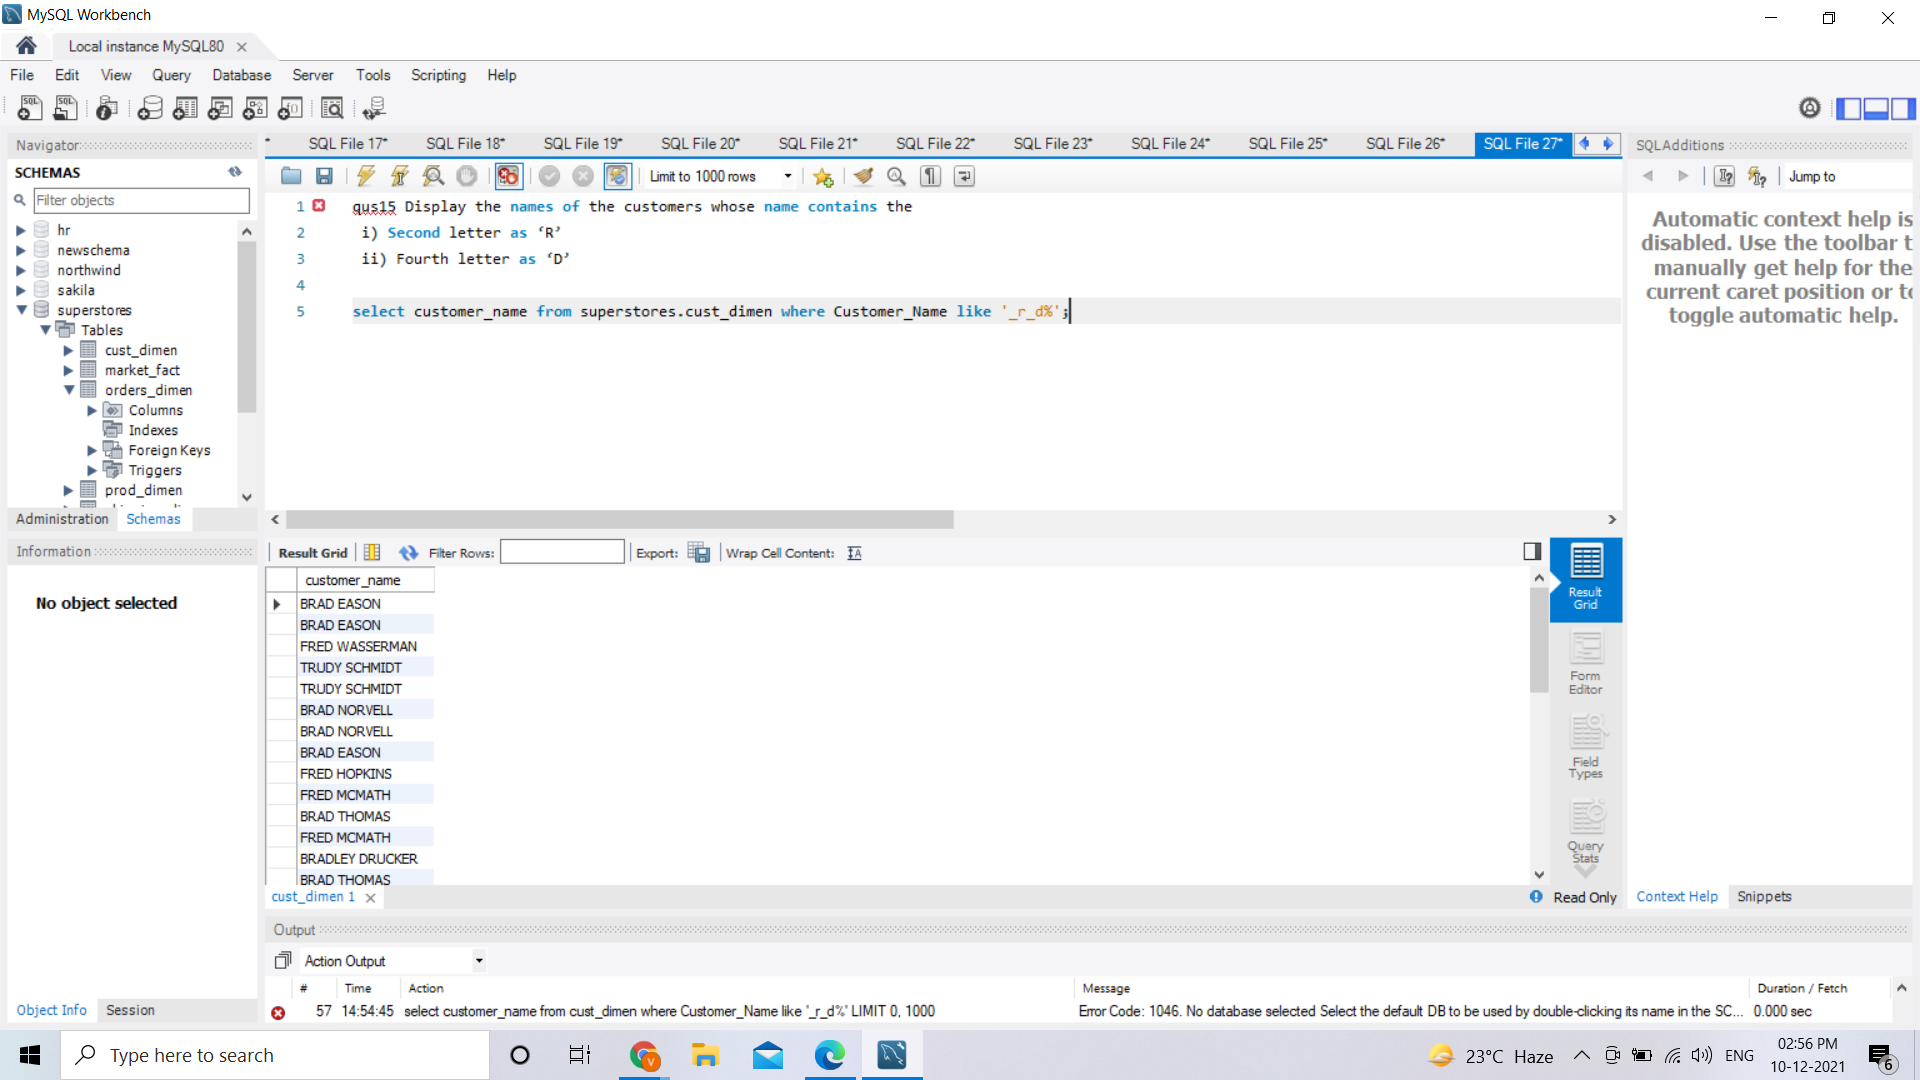 MySQL Workbench
Local instance MySQL80
File Edit View Query Database Server Tools Scripting Help
Navigator
SCHEMAS
Filter objects
hr
newschema
northwind
sakila
superstores
Tables
cust_dimen
market_fact
orders_dimen
Columns
Indexes
Foreign Keys
Triggers
prod_dimen
Administration Schemas
Information
No object selected
Object Info Session
SQL File 17* SQL File 18* SQL File 19* SQL File 20* SQL File 21* SQL File 22* SQL File 23* SQL File 24* SQL File 25* SQL File 26* SQL File 27*
Limit to 1000 rows
1 qus15 Display the names of the customers whose name contains the
2 i) Second letter as ‘R’
3 ii) Fourth letter as ‘D’
4
5 select customer_name from superstores.cust_dimen where Customer_Name like '_r_d%';
Result Grid Filter Rows: Export: Wrap Cell Content:
customer_name
BRAD EASON
BRAD EASON
FRED WASSERMAN
TRUDY SCHMIDT
TRUDY SCHMIDT
BRAD NORVELL
BRAD NORVELL
BRAD EASON
FRED HOPKINS
FRED MCMATH
BRAD THOMAS
FRED MCMATH
BRADLEY DRUCKER
BRAD THOMAS
Result
Grid
Form
Editor
Field
Types
Query
Stats
cust_dimen 1
Read Only
Output
Action Output
# Time Action Message Duration / Fetch
57 14:54:45 select customer_name from cust_dimen where Customer_Name like '_r_d%' LIMIT 0, 1000 Error Code: 1046. No database selected Select the default DB to be used by double-clicking its name in the SC... 0.000 sec
SQLAdditions
Jump to
Automatic context help is
disabled. Use the toolbar t
manually get help for the
current caret position or to
toggle automatic help.
Context Help Snippets
Type here to search
23°C Haze
ENG
02:56 PM
10-12-2021
6